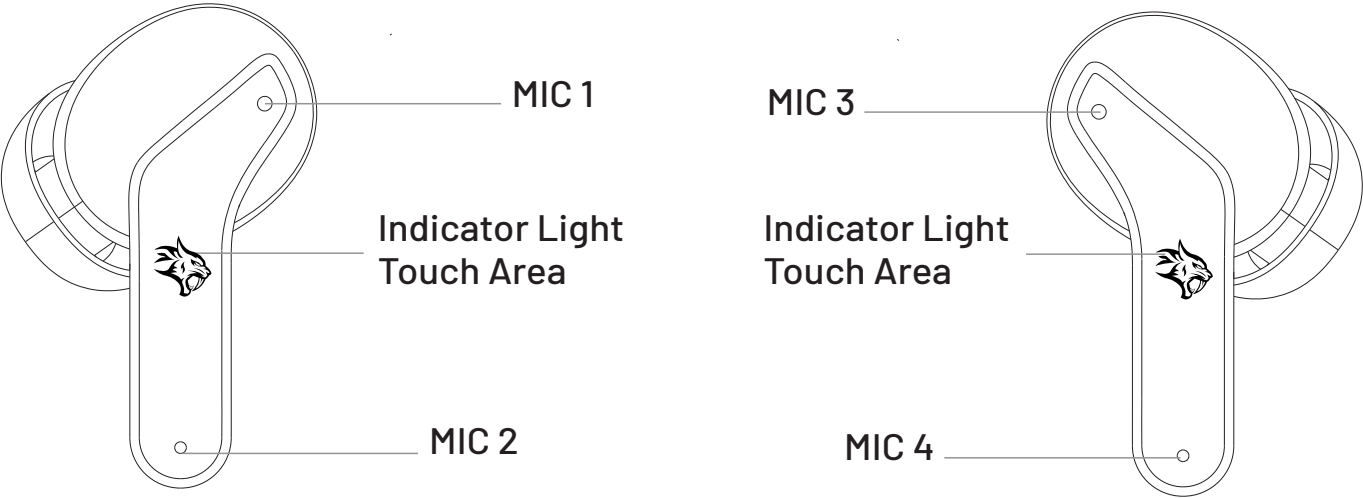 MIC 1
MIC 3
Indicator Light
Touch Area
Indicator Light
Touch Area
MIC 2
MIC 4